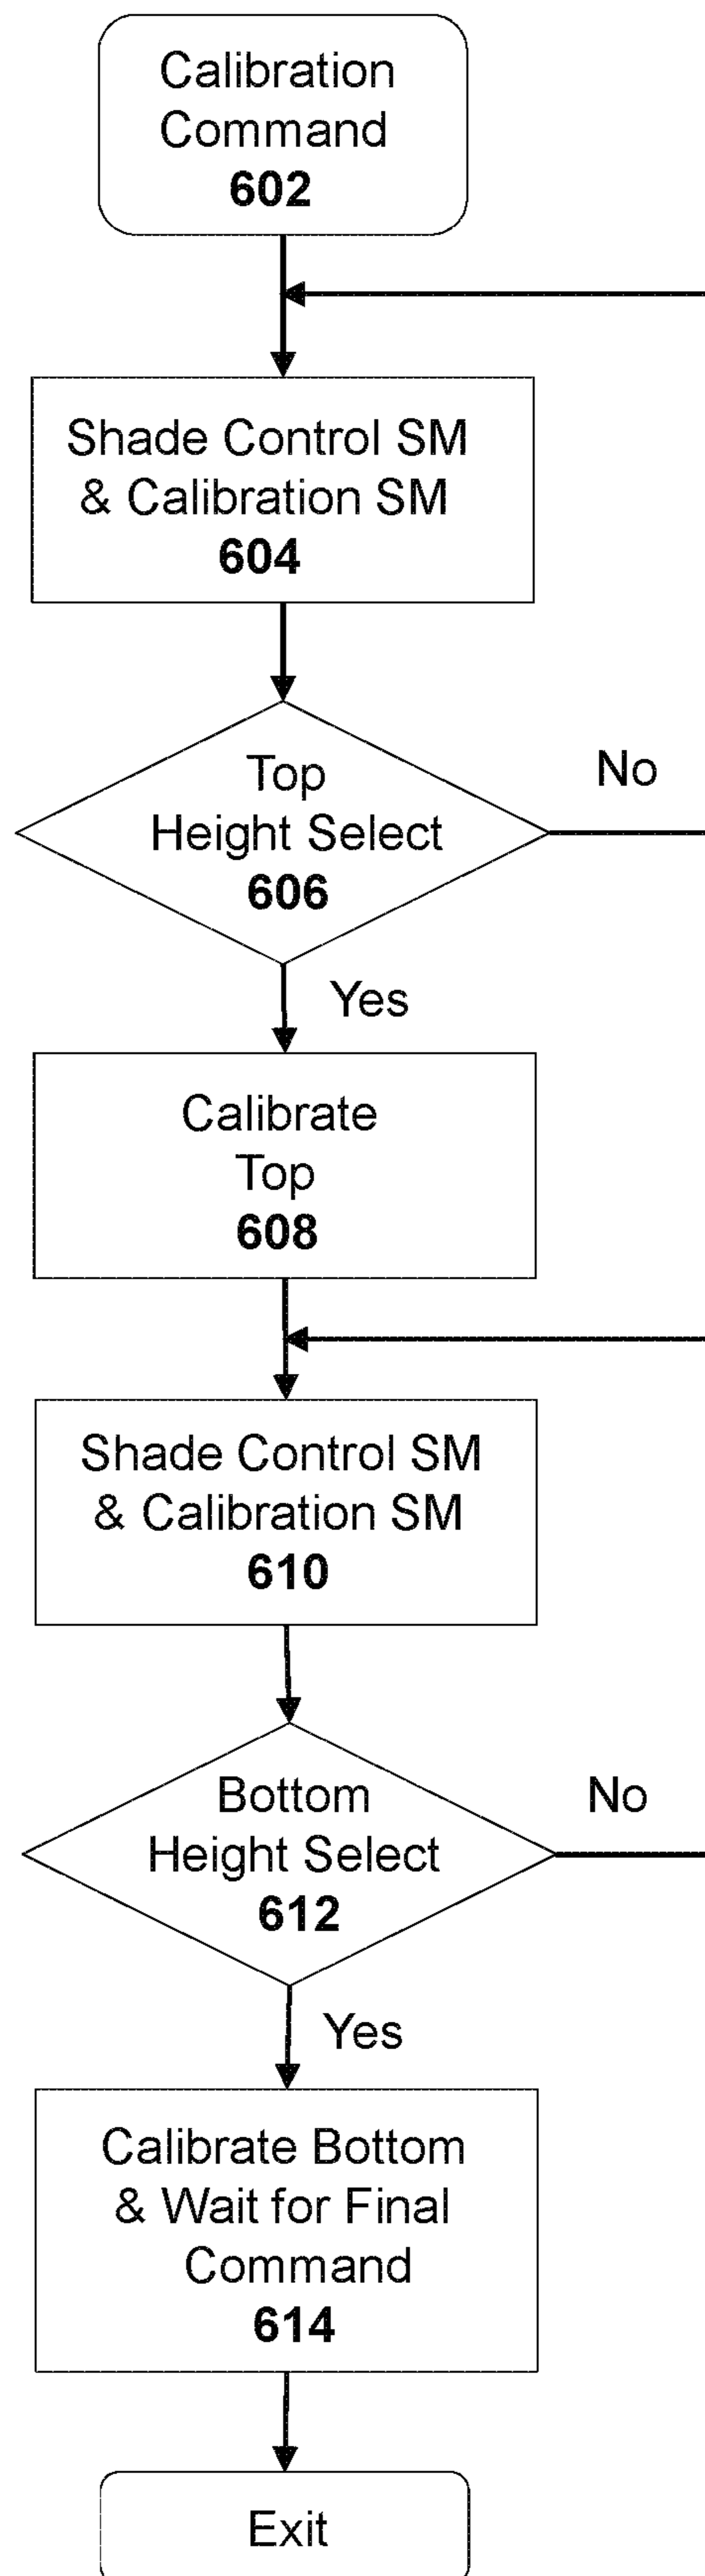 Calibration
Command
602
Shade Control SM
& Calibration SM
604
Top
Height Select
606
No
Yes
Calibrate
Top
608
Shade Control SM
& Calibration SM
610
Bottom
Height Select
612
No
Yes
Calibrate Bottom
& Wait for Final
Command
614
Exit